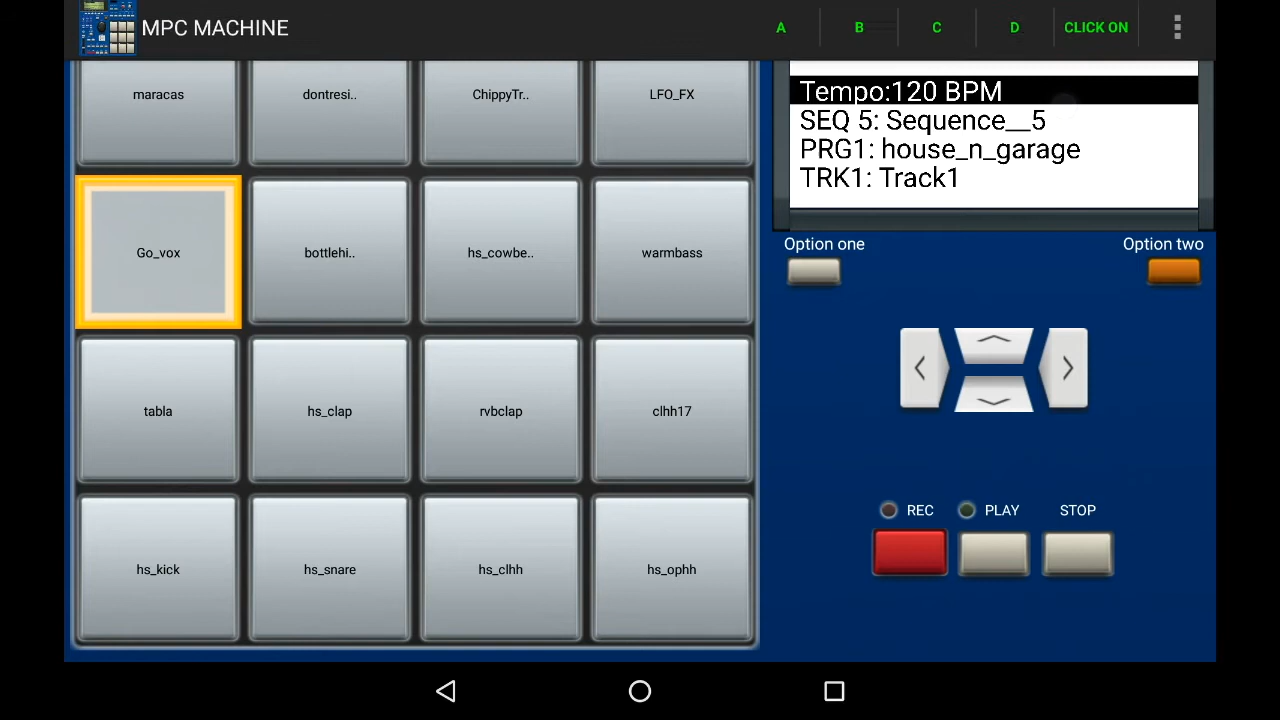 MPC MACHINE
A B C D CLICK ON
maracas dontresi.. ChippyTr.. LFO_FX
Go_vox bottlehi.. hs_cowbe.. warmbass
tabla hs_clap rvbclap clhh17
hs_kick hs_snare hs_clhh hs_ophh
Tempo:120 BPM
SEQ 5: Sequence__5
PRG1: house_n_garage
TRK1: Track1
Option one Option two
REC PLAY STOP